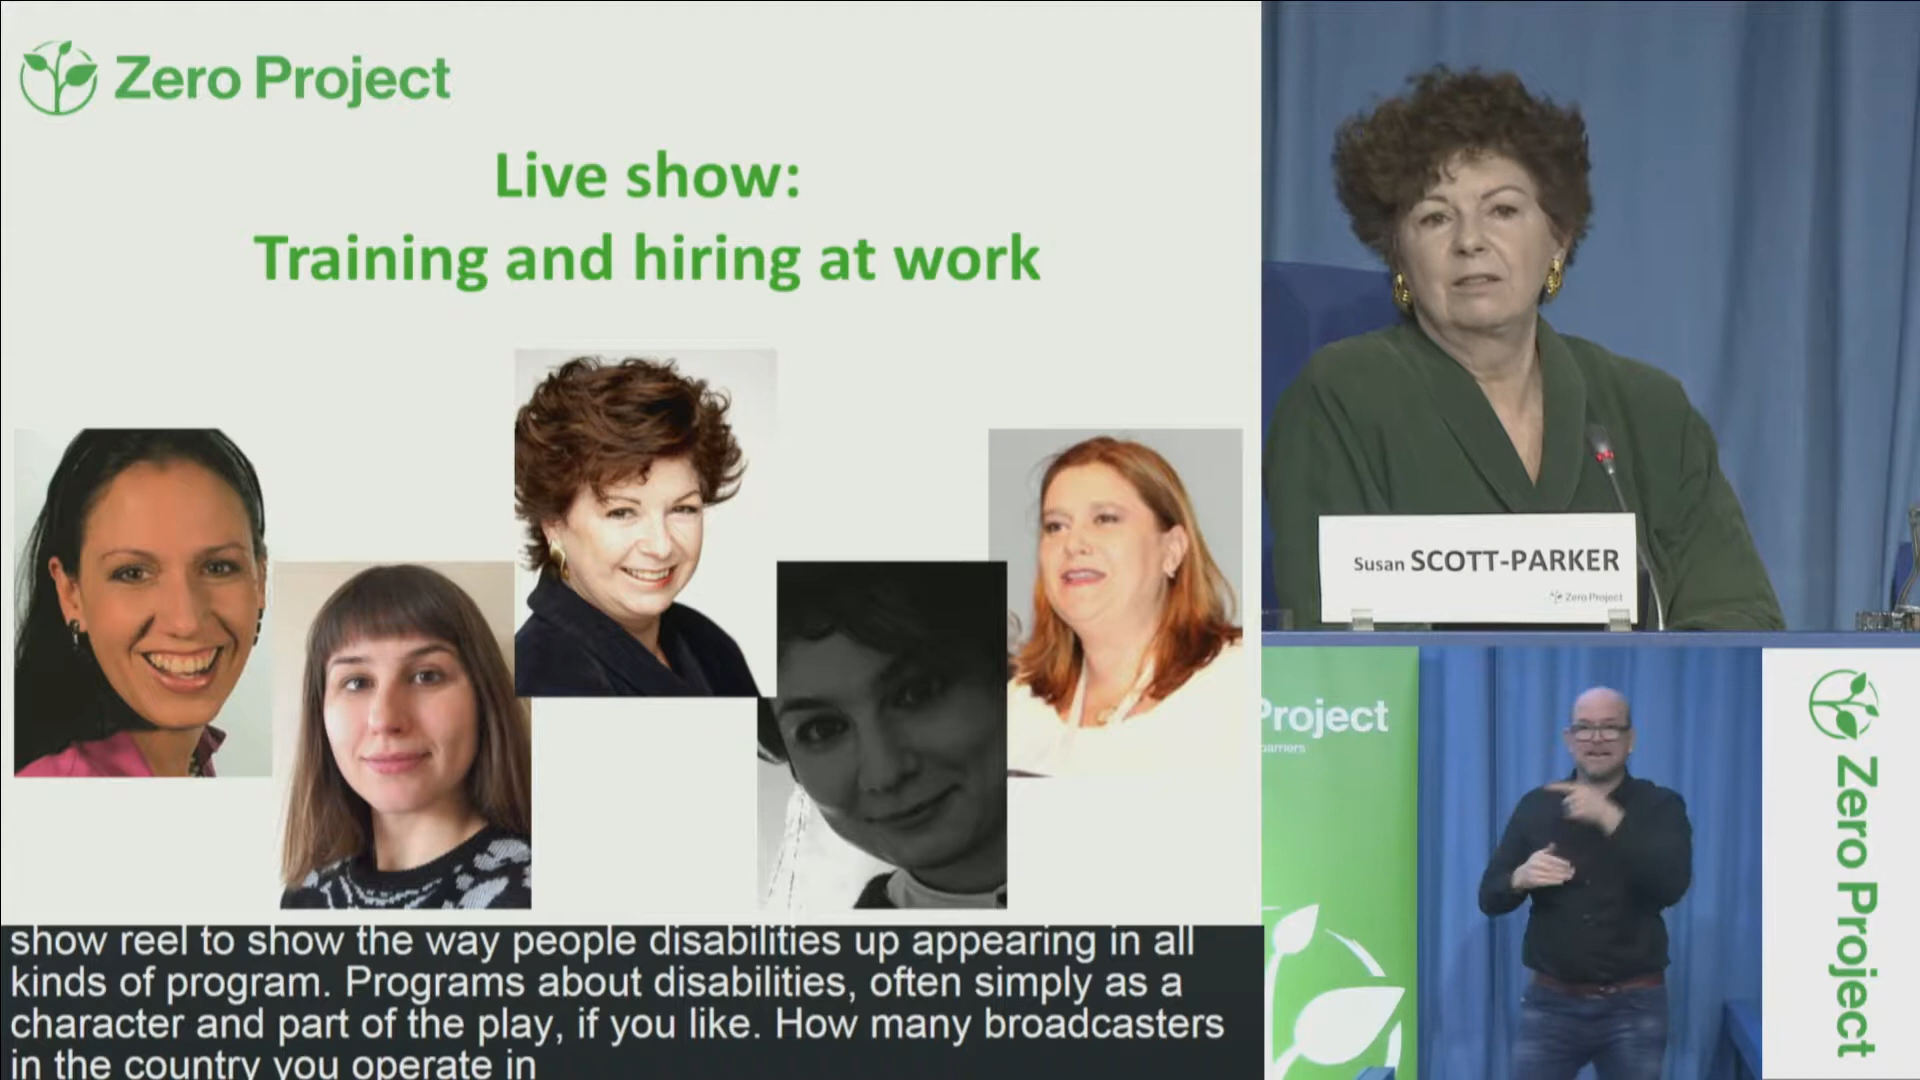 Zero Project
Live show:
Training and hiring at work
show reel to show the way people disabilities up appearing in all
kinds of program. Programs about disabilities, often simply as a
character and part of the play, if you like. How many broadcasters
in the country you operate in
Susan SCOTT-PARKER
Zero Project
Project
barriers
Zero Project